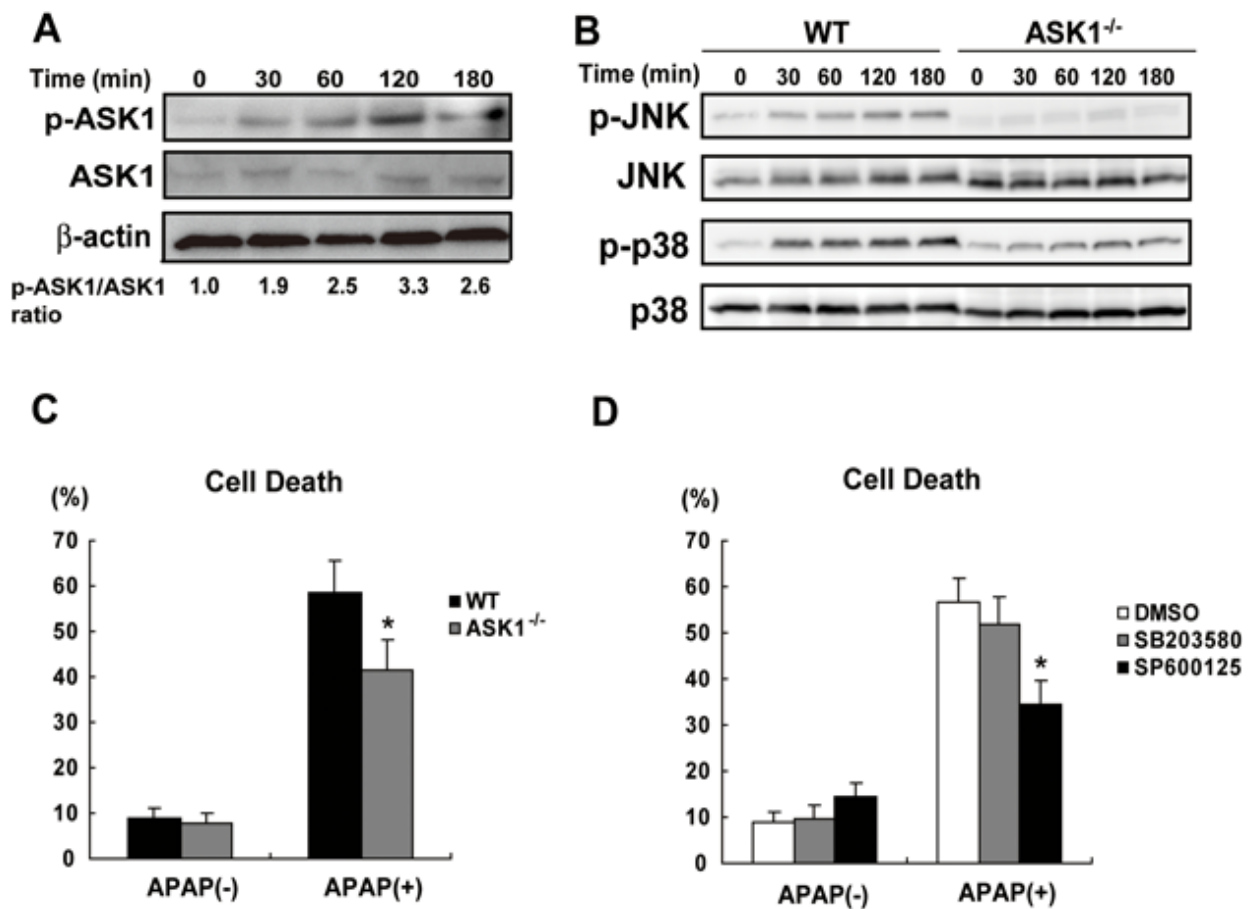 A
Time (min) 0 30 60 120 180
p-ASK1
ASK1
β-actin
p-ASK1/ASK1 1.0 1.9 2.5 3.3 2.6
ratio
B
WT ASK1-/-
Time (min) 0 30 60 120 180 0 30 60 120 180
p-JNK
JNK
p-p38
p38
C
Cell Death
(%)
70
60
50
40
30
20
10
0
*
WT
ASK1-/-
APAP(-) APAP(+)
D
Cell Death
(%)
70
60
50
40
30
20
10
0
*
DMSO
SB203580
SP600125
APAP(-) APAP(+)